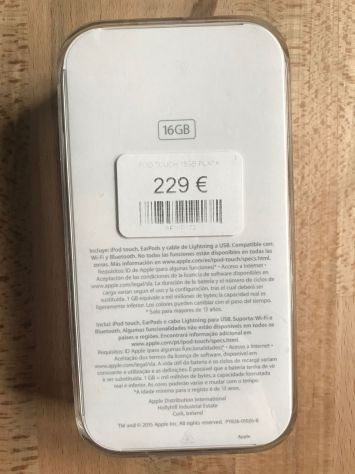 16GB
IPOD TOUCH 16GB PLATA
229 €
Incluye: iPod touch, EarPods y cable de Lightning a USB. Compatible con
Wi-Fi y Bluetooth. No todas las funciones están disponibles en todas las
zonas. Más información en www.apple.com/es/ipod-touch/specs.html.
Requisitos: ID de Apple (para algunas funciones)* • Acceso a Internet •
Aceptación de las condiciones de la licencia de software disponibles en
www.apple.com/legal/sla. La duración de la batería y el número de ciclos de
carga varían según el uso y la configuración, tras el cual deberá ser
sustituida. 1 GB equivale a mil millones de bytes; la capacidad real es
ligeramente inferior. Los colores pueden cambiar con el paso del tiempo.
* Solo para mayores de 13 años.
Inclui: iPod touch, EarPods e cabo Lightning para USB. Suporta Wi-Fi e
Bluetooth. Algumas funcionalidades não estão disponíveis em todos os
países e regiões. Encontrará informação adicional em
www.apple.com/pt/ipod-touch/specs.html.
Requisitos: ID Apple (para algumas funcionalidades)* • Acesso a Internet •
Aceitação dos termos da licença de software, disponível em
www.apple.com/legal/sla. A vida útil da bateria e os ciclos de recarga variam
consoante a utilização e as definições. É possível que a bateria tenha de vir
a ser substituída. 1 GB = mil milhões de bytes; a capacidade formatada
real é inferior. As cores poderão variar e mudar com o tempo.
*A idade mínima para o registo é de 13 anos.
Apple Distribution International
Hollyhill Industrial Estate
Cork, Ireland
TM and © 2015 Apple Inc. All rights reserved.
Apple